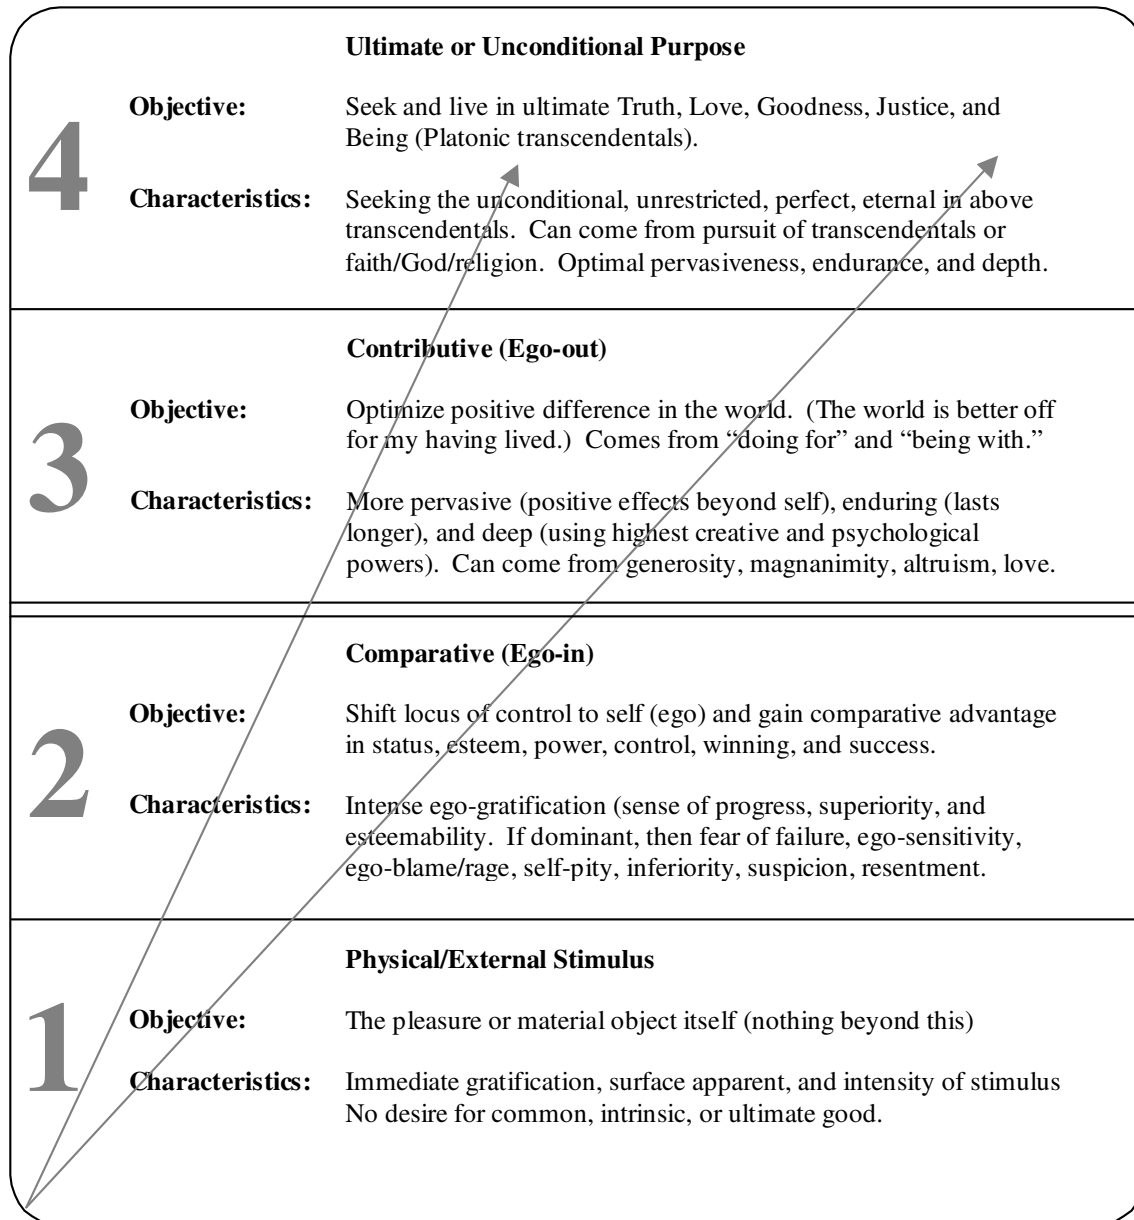 Ultimate or Unconditional Purpose
4
Objective: Seek and live in ultimate Truth, Love, Goodness, Justice, and
Being (Platonic transcendentals).
Characteristics: Seeking the unconditional, unrestricted, perfect, eternal in above
transcendentals. Can come from pursuit of transcendentals or
faith/God/religion. Optimal pervasiveness, endurance, and depth.
Contributive (Ego-out)
3
Objective: Optimize positive difference in the world. (The world is better off
for my having lived.) Comes from “doing for” and “being with.”
Characteristics: More pervasive (positive effects beyond self), enduring (lasts
longer), and deep (using highest creative and psychological
powers). Can come from generosity, magnanimity, altruism, love.
Comparative (Ego-in)
2
Objective: Shift locus of control to self (ego) and gain comparative advantage
in status, esteem, power, control, winning, and success.
Characteristics: Intense ego-gratification (sense of progress, superiority, and
esteemability. If dominant, then fear of failure, ego-sensitivity,
ego-blame/rage, self-pity, inferiority, suspicion, resentment.
Physical/External Stimulus
1
Objective: The pleasure or material object itself (nothing beyond this)
Characteristics: Immediate gratification, surface apparent, and intensity of stimulus
No desire for common, intrinsic, or ultimate good.